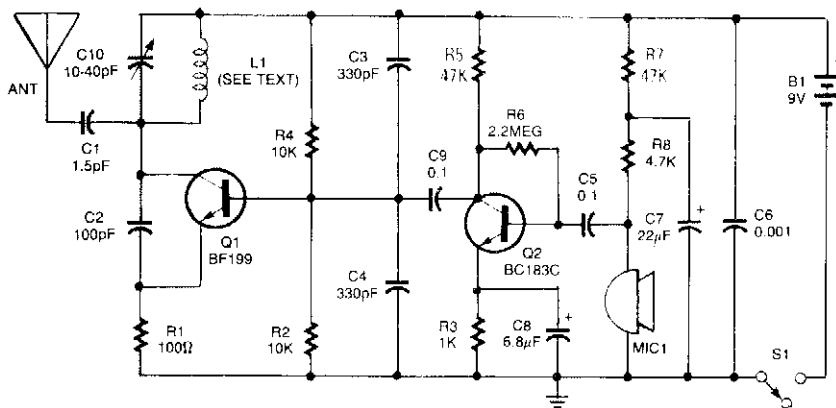 ANT
C10
10-40pF
L1
(SEE TEXT)
C3
330pF
R5
47K
R7
47K
B1
9V
C1
1.5pF
R4
10K
R6
2.2MEG
R8
4.7K
C9
0.1
C5
0.1
C2
100pF
Q1
BF199
C4
330pF
Q2
BC183C
C7
22µF
+
C6
0.001
R1
100Ω
R2
10K
R3
1K
C8
6.8µF
+
MIC1
S1